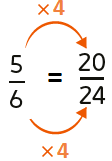 ×4
5/6 = 20/24
×4